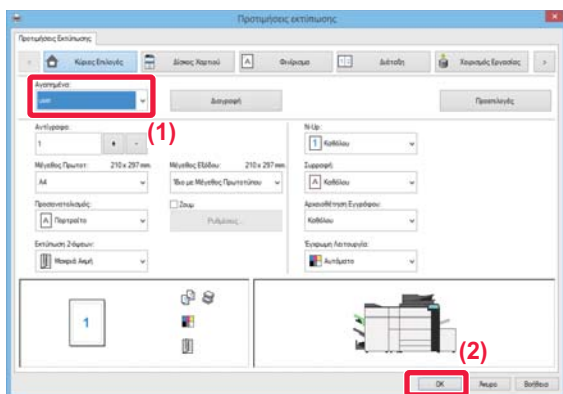 Προτιμήσεις εκτύπωσης
Προτιμήσεις Εκτύπωσης
Κύριες Επιλογές
Δίσκος Χαρτιού
Φινίρισμα
Διάταξη
Χειρισμός Εργασίας
Αγαπημένα:
user
Διαγραφή
Προεπιλογές
(1)
Αντίγραφα:
1
+ -
N-Up:
1 Καθόλου
Μέγεθος Πρωτοτ: 210 x 297 mm
A4
Μέγεθος Εξόδου: 210 x 297 mm
Ίδιο με Μέγεθος Πρωτοτύπου
Συρραφή:
Καθόλου
Προσανατολισμός:
Πορτραίτο
Ζουμ
Ρυθμίσεις...
Αρχειοθέτηση Εγγράφου:
Καθόλου
Εκτύπωση 2-όψεων:
Μακριά Ακμή
Έγχρωμη Λειτουργία:
Αυτόματο
1
(2)
OK
Άκυρο
Βοήθεια